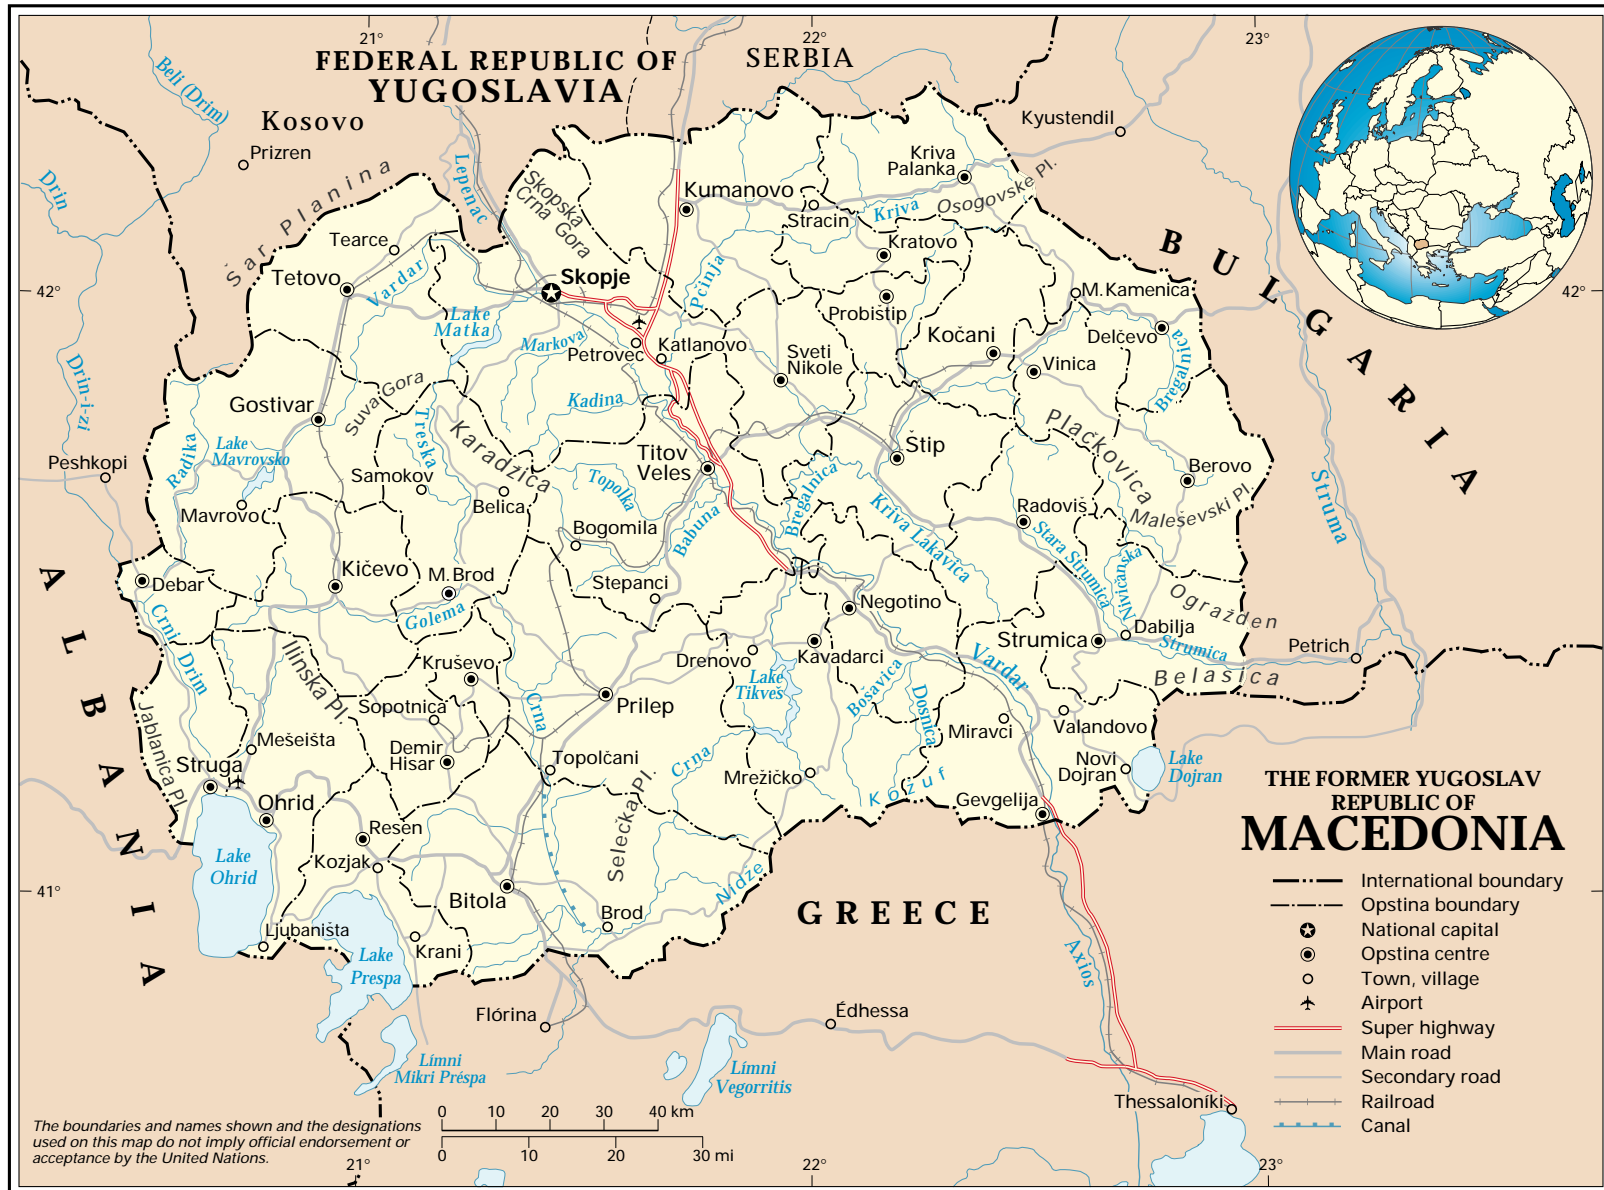 21°
22°
23°
FEDERAL REPUBLIC OF
YUGOSLAVIA
SERBIA
Beli (Drim)
Kosovo
Prizren
Kyustendil
Drin
Šar Planina
Lepenac
Skopska
Crna Gora
Kumanovo
Kriva
Palanka
Stracin
Kriva
Osogovske Pl.
Kratovo
BULGARIA
Tearce
Tetovo
Vardar
Skopje
Pčinja
Probištip
M.Kamenica
Delčevo
Bregalnica
42°
42°
Lake
Matka
Markova
Petrovec
Katlanovo
Sveti
Nikole
Kočani
Vinica
Drin-i-zi
Gostivar
Suva Gora
Kadina
Treska
Karadzica
Plačkovica
Radika
Lake
Mavrovsko
Peshkopi
Samokov
Titov
Veles
Štip
Berovo
Mavrovo
Belica
Topolka
Bregalnica
Radoviš
Maleševski Pl.
Struma
Bogomila
Babuna
Kriva Lakavica
Stara Strumica
Nivičanska
Debar
Kičevo
M.Brod
Stepanci
Negotino
Ogražden
ALBANIA
Crni
Drim
Golema
Strumica
Dabilja
Strumica
Petrich
Ilinska Pl.
Kruševo
Drenovo
Kavadarci
Vardar
Belasica
Jablanica Pl.
Sopotnica
Crna
Prilep
Lake
Tikveš
Bošavica
Dosnica
Miravci
Valandovo
Mešeišta
Demir
Hisar
Topolčani
Crna
Mrežičko
Kozuf
Novi
Dojran
Lake
Dojran
Struga
Ohrid
Selečka Pl.
Gevgelija
Resen
Kozjak
Lake
Ohrid
Bitola
Nidže
Brod
GREECE
41°
Ljubaništa
Krani
Lake
Prespa
Axios
Flórina
Édhessa
Límni
Mikri Préspa
Límni
Vegorritis
Thessaloníki
THE FORMER YUGOSLAV
REPUBLIC OF
MACEDONIA
International boundary
Opstina boundary
National capital
Opstina centre
Town, village
Airport
Super highway
Main road
Secondary road
Railroad
Canal
0 10 20 30 40 km
0 10 20 30 mi
The boundaries and names shown and the designations
used on this map do not imply official endorsement or
acceptance by the United Nations.
21°
22°
23°